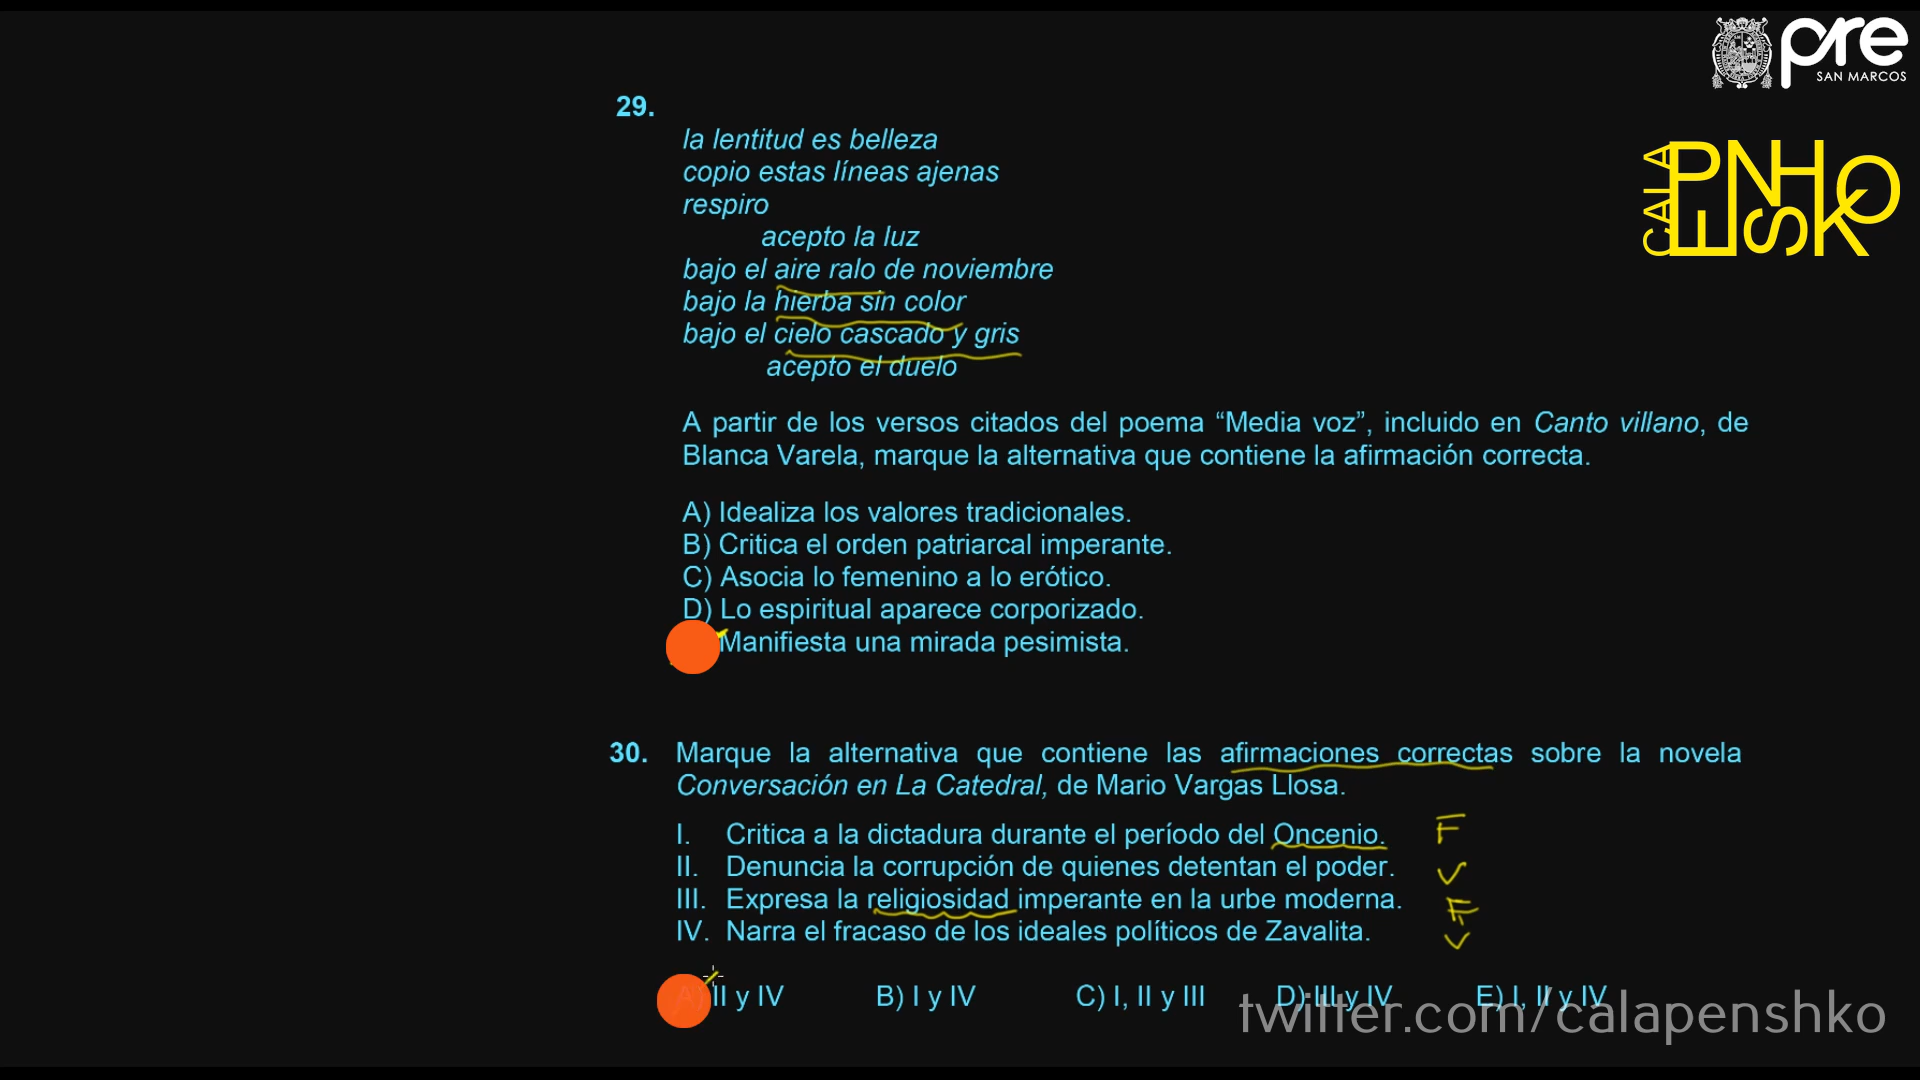 pre
SAN MARCOS
CALA
PENSHKO
29.
la lentitud es belleza
copio estas líneas ajenas
respiro
acepto la luz
bajo el aire ralo de noviembre
bajo la hierba sin color
bajo el cielo cascado y gris
acepto el duelo
A partir de los versos citados del poema “Media voz”, incluido en Canto villano, de
Blanca Varela, marque la alternativa que contiene la afirmación correcta.
A) Idealiza los valores tradicionales.
B) Critica el orden patriarcal imperante.
C) Asocia lo femenino a lo erótico.
D) Lo espiritual aparece corporizado.
Manifiesta una mirada pesimista.
30. Marque la alternativa que contiene las afirmaciones correctas sobre la novela
Conversación en La Catedral, de Mario Vargas Llosa.
I. Critica a la dictadura durante el período del Oncenio. F
II. Denuncia la corrupción de quienes detentan el poder. V
III. Expresa la religiosidad imperante en la urbe moderna. F
IV. Narra el fracaso de los ideales políticos de Zavalita. V
A) II y IV B) I y IV C) I, II y III D) III y IV E) I, II y IV
twitter.com/calapenshko